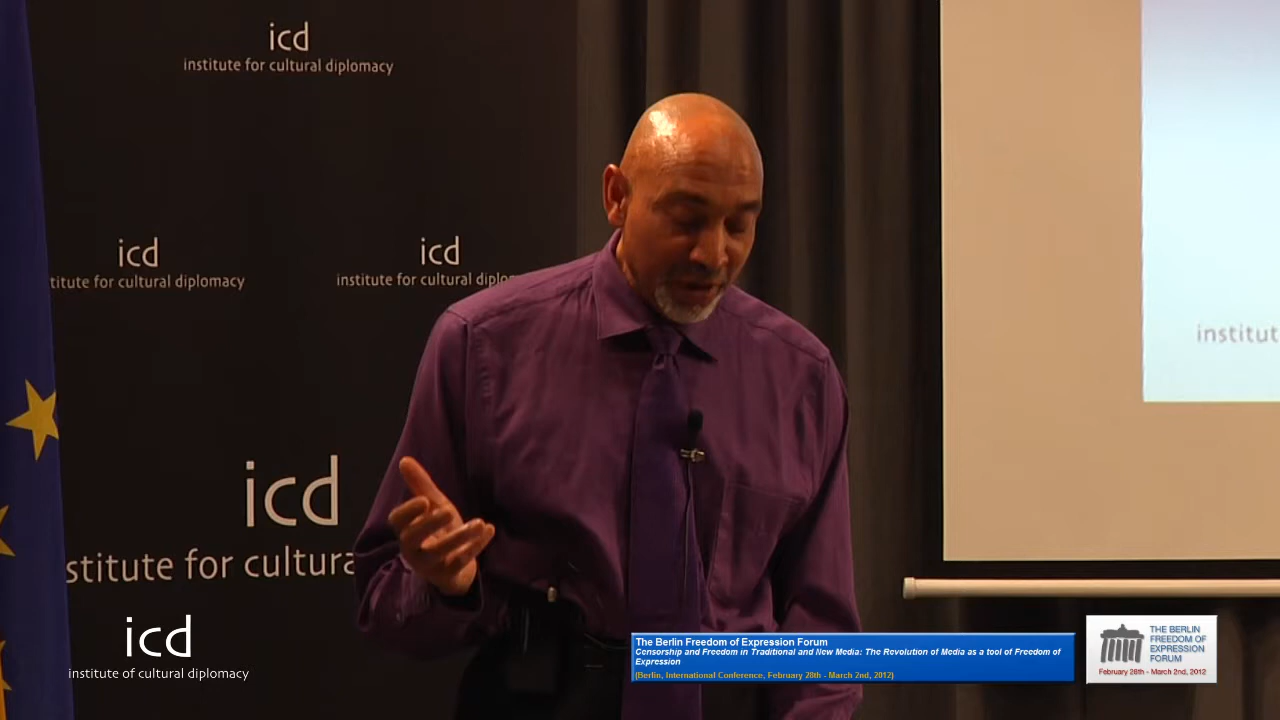 icd
institute for cultural diplomacy
icd
titute for cultural diplomacy
icd
institute for cultural diplo
icd
stitute for cultura
institut
icd
institute of cultural diplomacy
The Berlin Freedom of Expression Forum
Censorship and Freedom in Traditional and New Media: The Revolution of Media as a tool of Freedom of
Expression
(Berlin, International Conference, February 28th - March 2nd, 2012)
THE BERLIN
FREEDOM OF
EXPRESSION
FORUM
February 28th - March 2nd, 2012